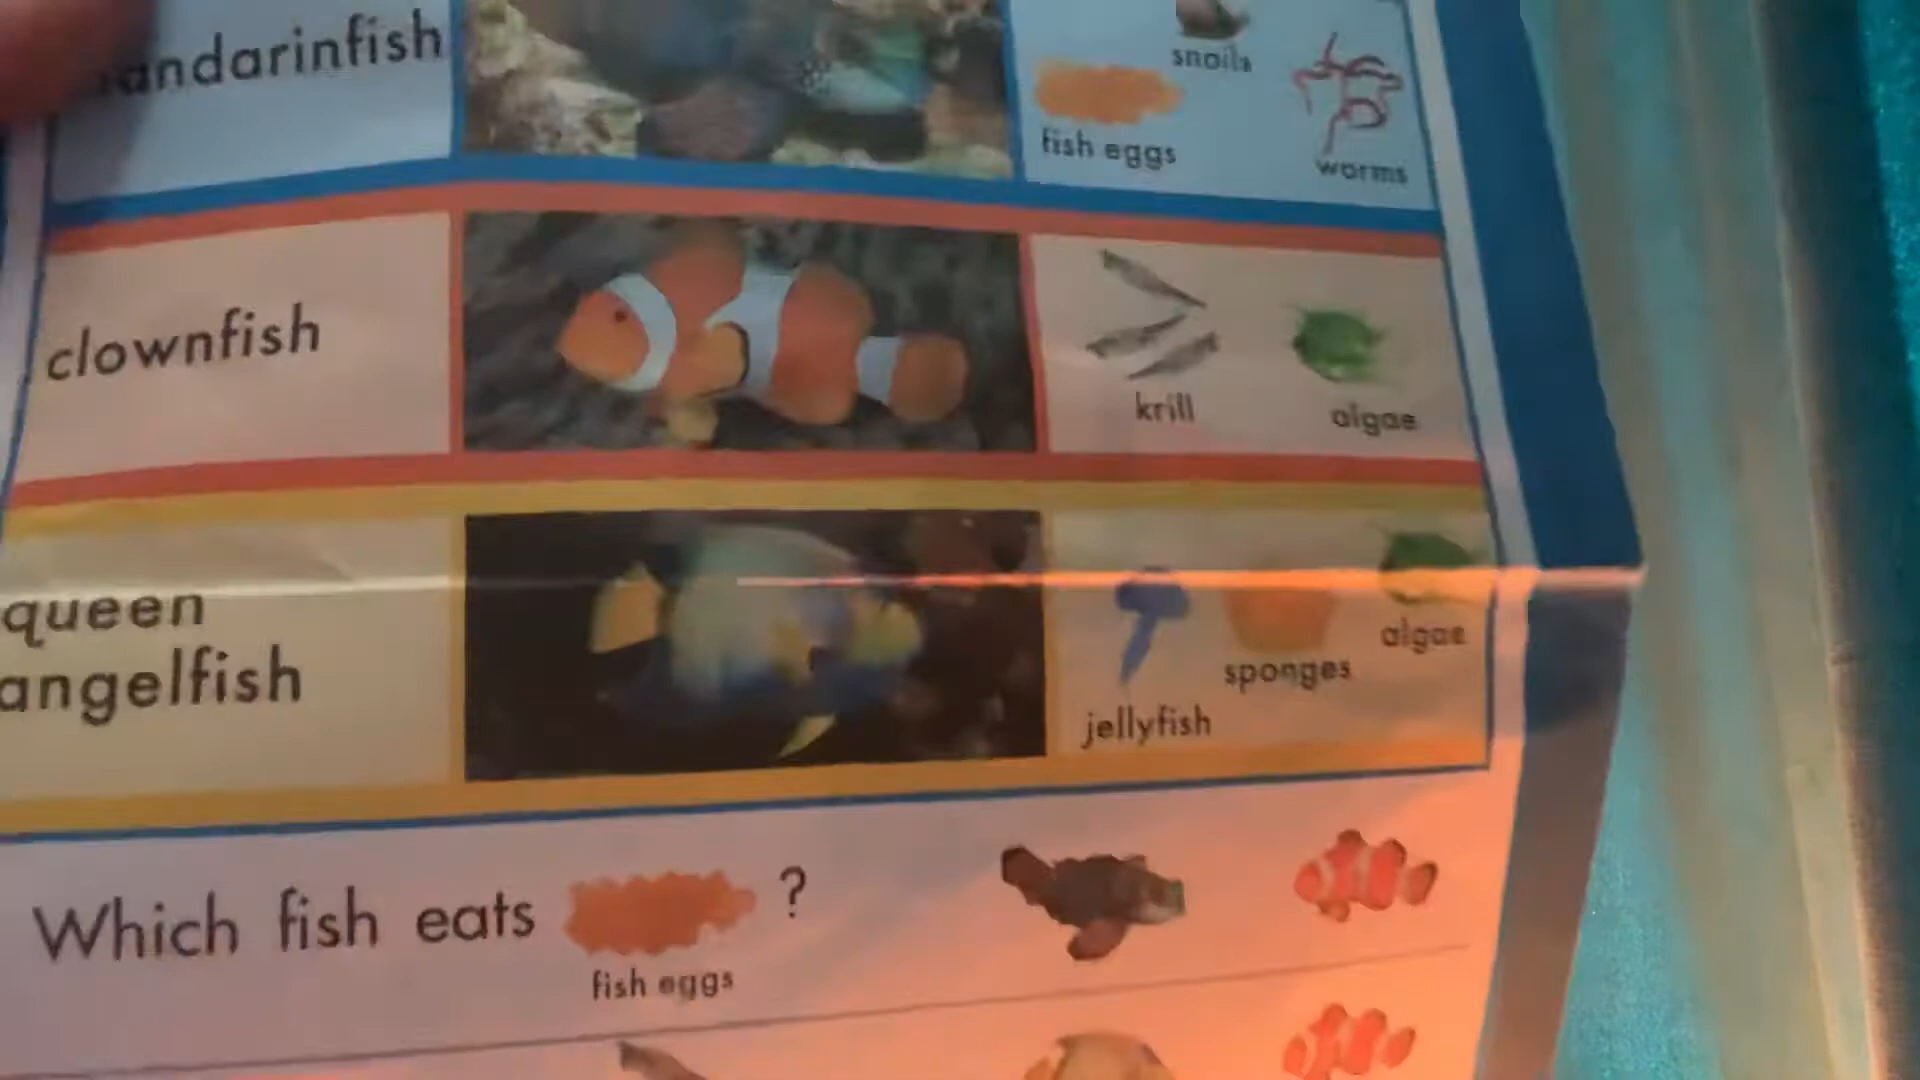 andarinfish
snails
fish eggs
worms
clownfish
krill
algae
queen
angelfish
algae
sponges
jellyfish
Which fish eats ?
fish eggs